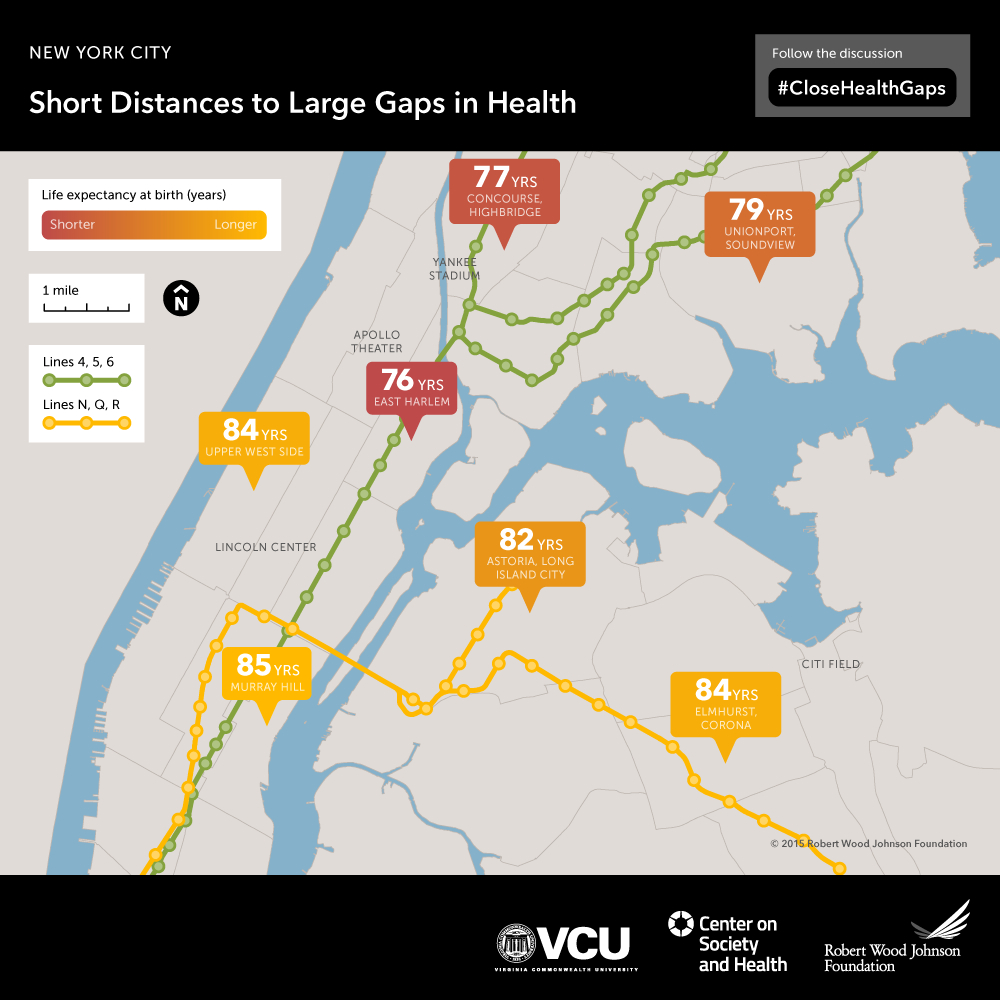 NEW YORK CITY
Short Distances to Large Gaps in Health
Follow the discussion
#CloseHealthGaps
Life expectancy at birth (years)
Shorter
Longer
1 mile
N
Lines 4, 5, 6
Lines N, Q, R
77 YRS
CONCOURSE,
HIGHBRIDGE
79 YRS
UNIONPORT,
SOUNDVIEW
YANKEE
STADIUM
APOLLO
THEATER
76 YRS
EAST HARLEM
84 YRS
UPPER WEST SIDE
LINCOLN CENTER
82 YRS
ASTORIA, LONG
ISLAND CITY
85 YRS
MURRAY HILL
CITI FIELD
84 YRS
ELMHURST,
CORONA
© 2015 Robert Wood Johnson Foundation
VCU
VIRGINIA COMMONWEALTH UNIVERSITY
Center on
Society
and Health
Robert Wood Johnson
Foundation